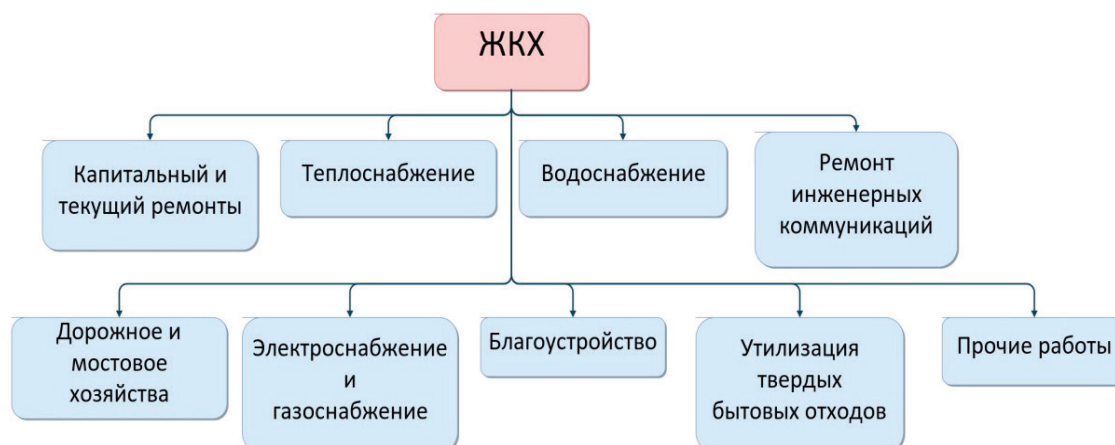 ЖКХ
Капитальный и
текущий ремонты
Теплоснабжение
Водоснабжение
Ремонт
инженерных
коммуникаций
Дорожное и
мостовое
хозяйства
Электроснабжение
и
газоснабжение
Благоустройство
Утилизация
твердых
бытовых отходов
Прочие работы